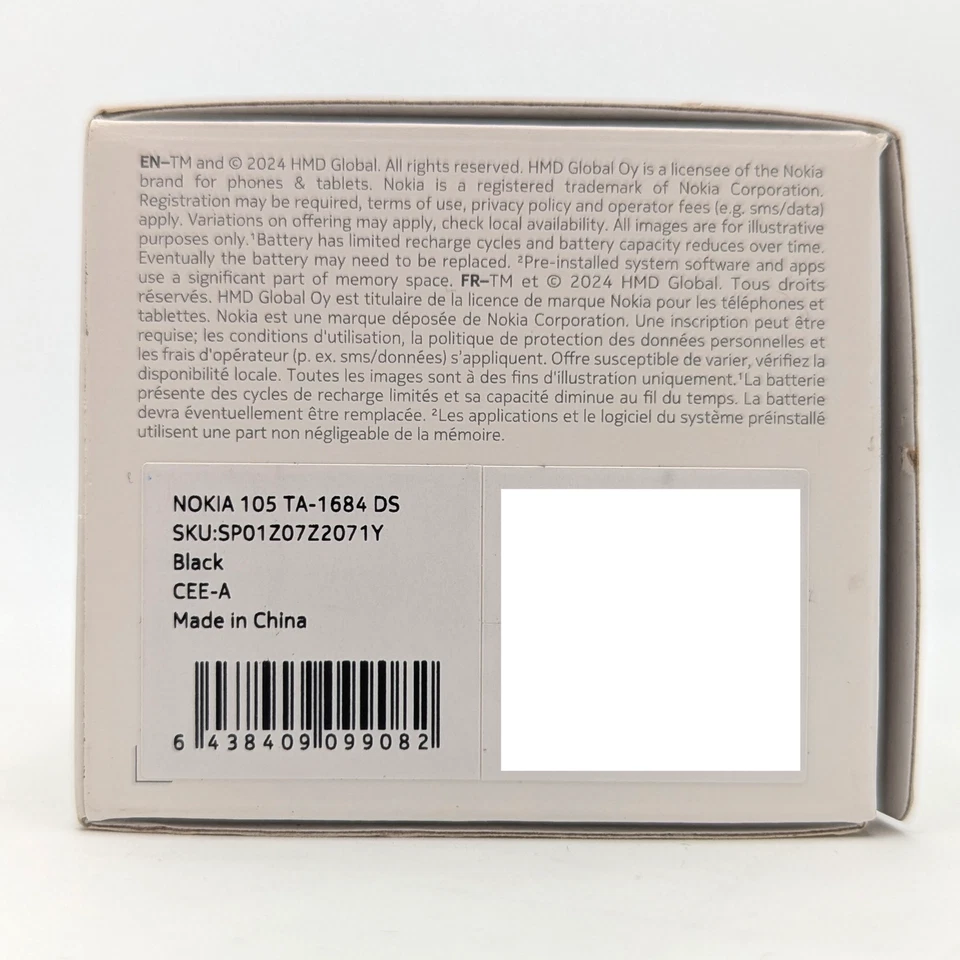 EN–TM and © 2024 HMD Global. All rights reserved. HMD Global Oy is a licensee of the Nokia
brand for phones & tablets. Nokia is a registered trademark of Nokia Corporation.
Registration may be required, terms of use, privacy policy and operator fees (e.g. sms/data)
apply. Variations on offering may apply, check local availability. All images are for illustrative
purposes only.¹Battery has limited recharge cycles and battery capacity reduces over time.
Eventually the battery may need to be replaced. ²Pre-installed system software and apps
use a significant part of memory space. FR–TM et © 2024 HMD Global. Tous droits
réservés. HMD Global Oy est titulaire de la licence de marque Nokia pour les téléphones et
tablettes. Nokia est une marque déposée de Nokia Corporation. Une inscription peut être
requise; les conditions d'utilisation, la politique de protection des données personnelles et
les frais d'opérateur (p. ex. sms/données) s'appliquent. Offre susceptible de varier, vérifiez la
disponibilité locale. Toutes les images sont à des fins d'illustration uniquement.¹La batterie
présente des cycles de recharge limités et sa capacité diminue au fil du temps. La batterie
devra éventuellement être remplacée. ²Les applications et le logiciel du système préinstallé
utilisent une part non négligeable de la mémoire.
NOKIA 105 TA-1684 DS
SKU:SP01Z07Z2071Y
Black
CEE-A
Made in China
6 438409 099082